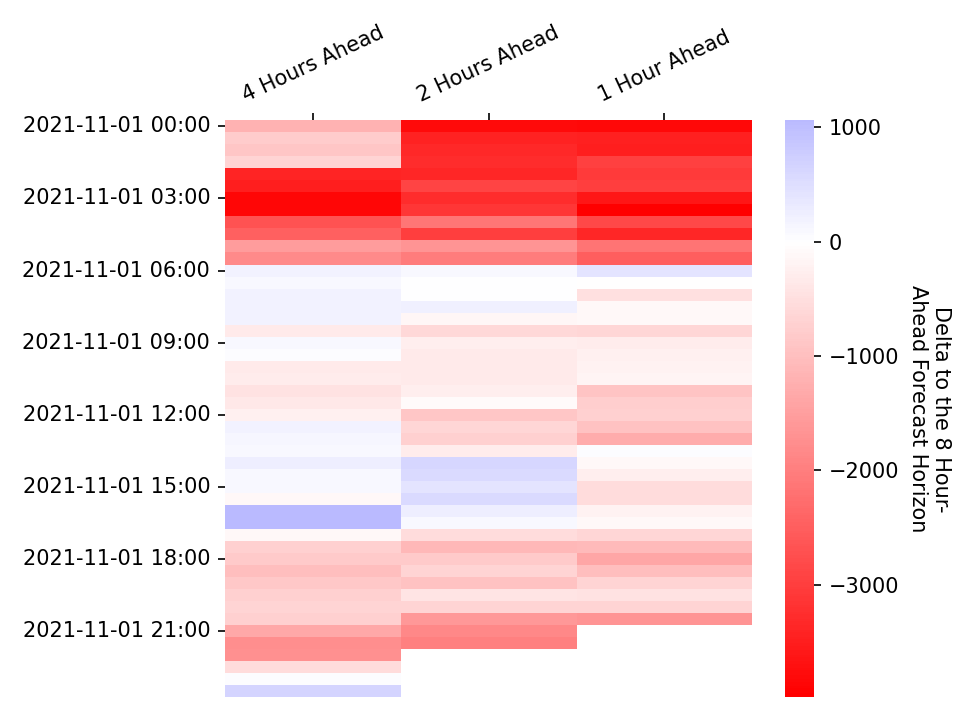 4 Hours Ahead
2 Hours Ahead
1 Hour Ahead
2021-11-01 00:00
2021-11-01 03:00
2021-11-01 06:00
2021-11-01 09:00
2021-11-01 12:00
2021-11-01 15:00
2021-11-01 18:00
2021-11-01 21:00
1000
0
−1000
−2000
−3000
Delta to the 8 Hour-
Ahead Forecast Horizon